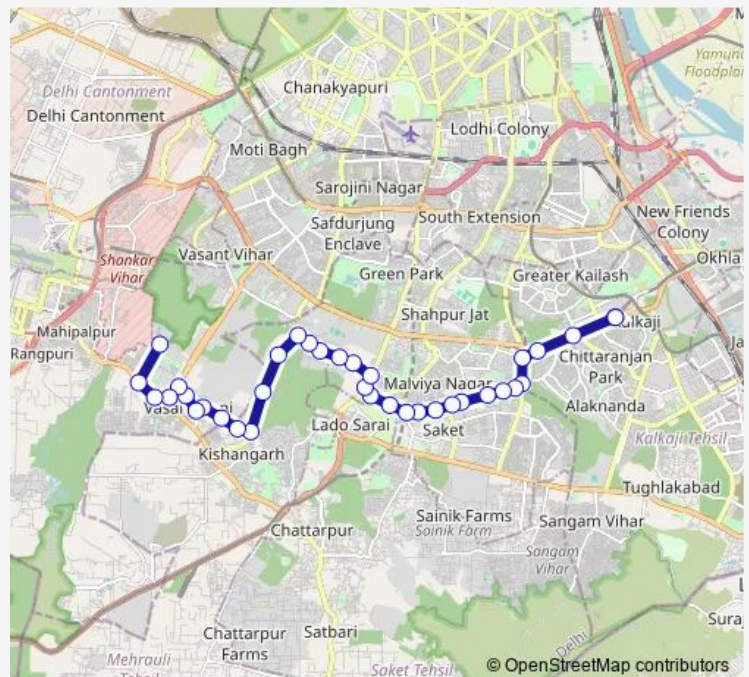 Delhi Cantonment
Delhi Cantonment
Chanakyapuri
Yamuna
Lodhi Colony
Moti Bagh
Sarojini Nagar
South Extension
New Friends
Colony
Safdurjung
Enclave
Vasant Vihar
Shankar
Vihar
Green Park
Greater Kailash
Okhla
Mahipalpur
Rangpuri
Shahpur Jat
Chittaranjan
Park
Malviya Nagar
Alaknanda
Lado Sarai
Saket
Kishangarh
Kalkaji Tehsil
Tughlakabad
Chattarpur
Sainik Farms
Sainik Farm
Sangam Vihar
Sangam
Vihar
Chattarpur
Farms
Satbari
Delhi
Mehrauli
Saket Tehsil
© OpenStreetMap contributors